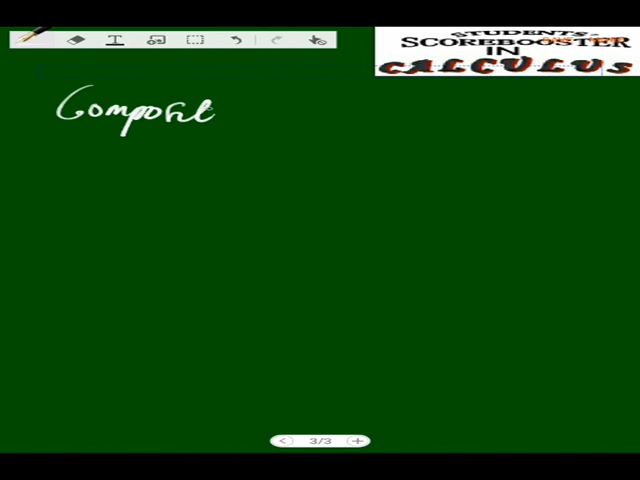 STUDENTS
SCOREBOOSTER
IN
CALCULUS
Composite
3/3